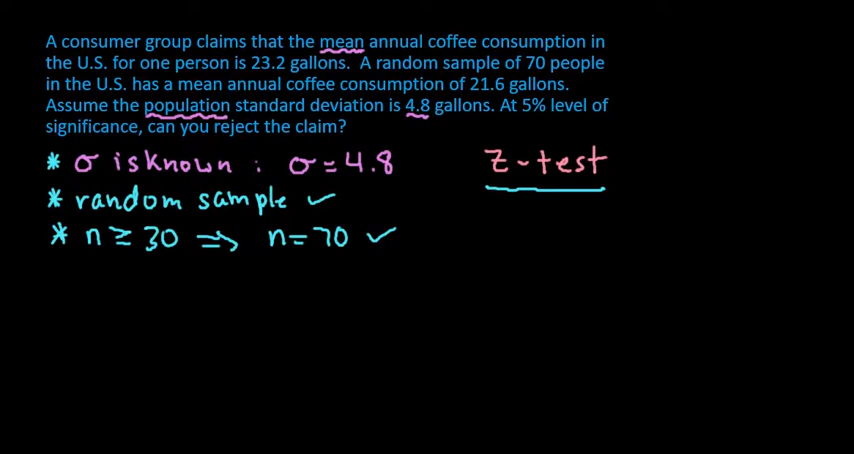 A consumer group claims that the mean annual coffee consumption in
the U.S. for one person is 23.2 gallons. A random sample of 70 people
in the U.S. has a mean annual coffee consumption of 21.6 gallons.
Assume the population standard deviation is 4.8 gallons. At 5% level of
significance, can you reject the claim?
* σ is known : σ = 4.8
z-test
* random sample ✓
* n ≥ 30 ⇒ n = 70 ✓